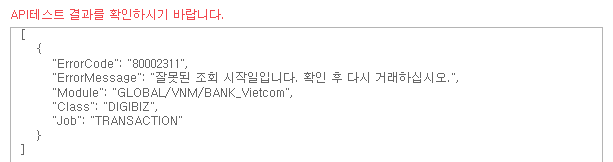 API테스트 결과를 확인하시기 바랍니다.
[
{
"ErrorCode": "80002311",
"ErrorMessage": "잘못된 조회 시작일입니다. 확인 후 다시 거래하십시오.",
"Module": "GLOBAL/VNM/BANK_Vietcom",
"Class": "DIGIBIZ",
"Job": "TRANSACTION"
}
]